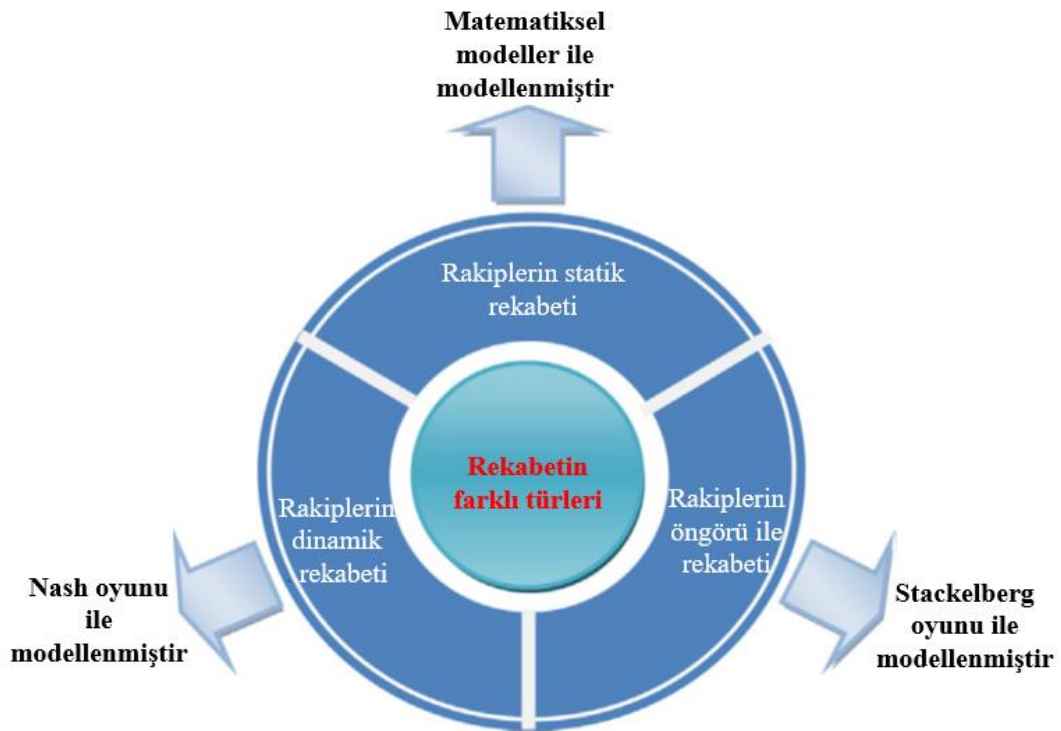 Matematiksel
modeller ile
modellenmiştir
Rakiplerin statik
rekabeti
Rekabetin
farklı türleri
Rakiplerin
dinamik
rekabeti
Rakiplerin
öngörü ile
rekabeti
Nash oyunu
ile
modellenmiştir
Stackelberg
oyunu ile
modellenmiştir